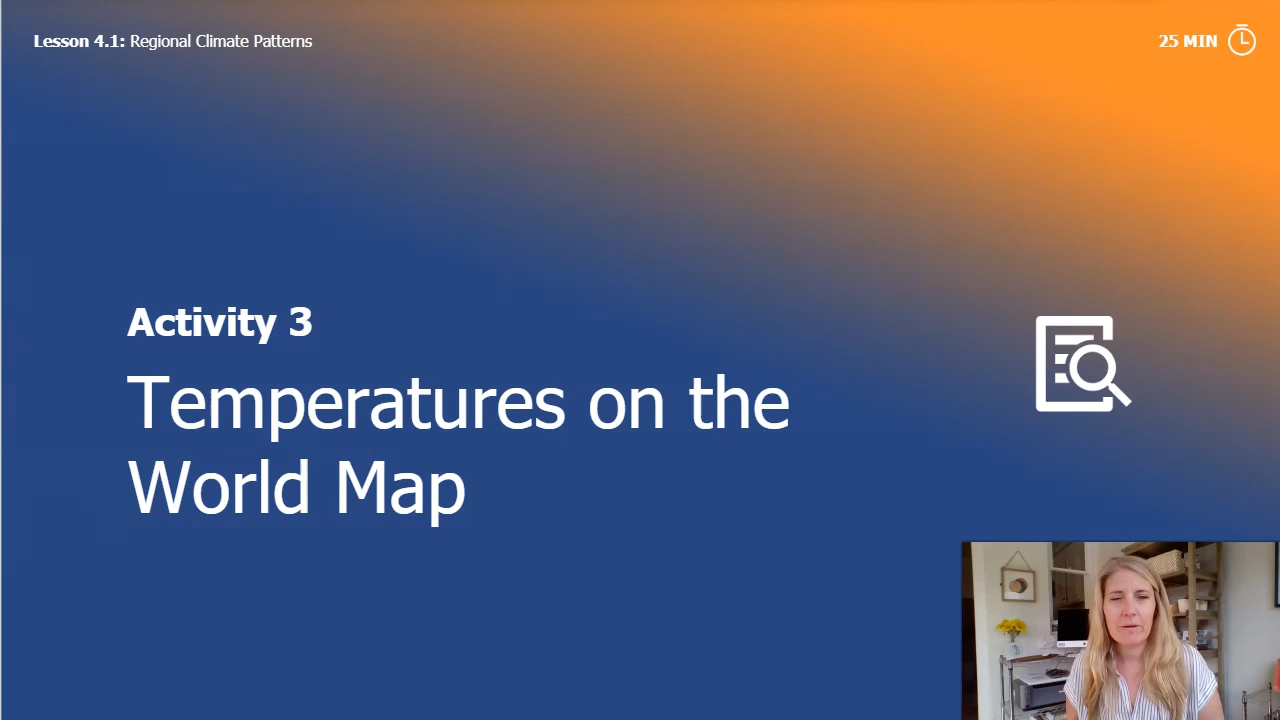 Lesson 4.1: Regional Climate Patterns
25 MIN
Activity 3
Temperatures on the
World Map